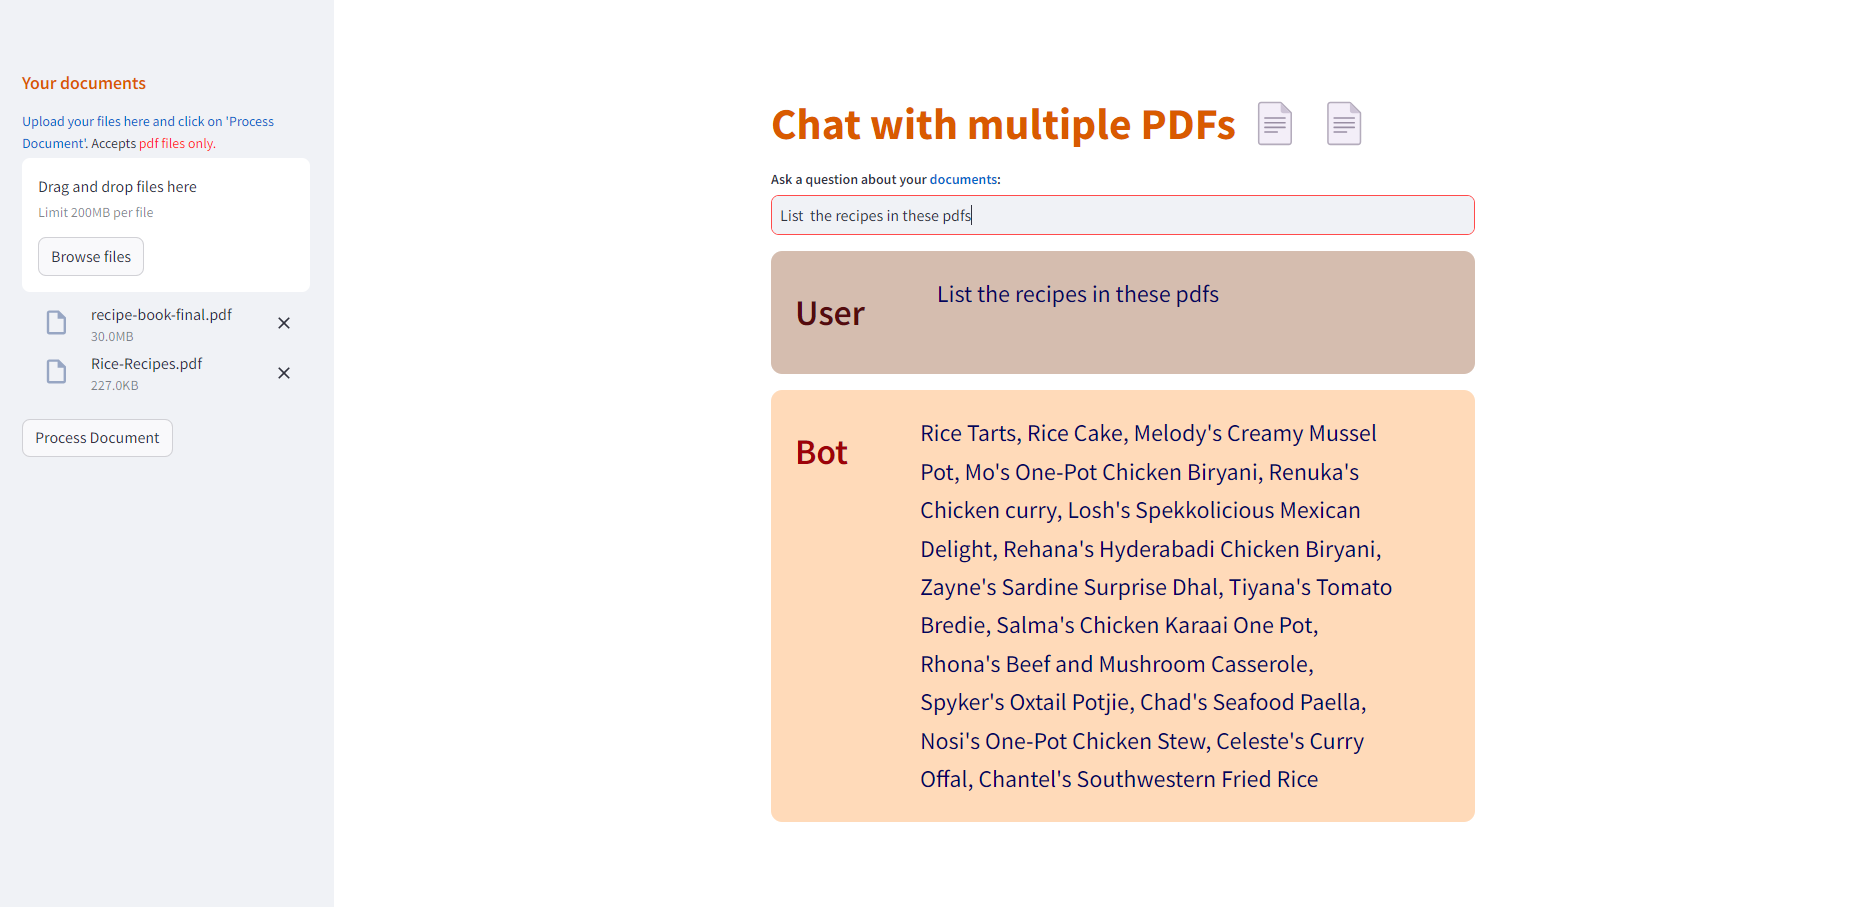 Your documents
Upload your files here and click on 'Process
Document'. Accepts pdf files only.
Drag and drop files here
Limit 200MB per file
Browse files
recipe-book-final.pdf
30.0MB
Rice-Recipes.pdf
227.0KB
Process Document
Chat with multiple PDFs
Ask a question about your documents:
List  the recipes in these pdfs
User
List the recipes in these pdfs
Bot
Rice Tarts, Rice Cake, Melody's Creamy Mussel
Pot, Mo's One-Pot Chicken Biryani, Renuka's
Chicken curry, Losh's Spekkolicious Mexican
Delight, Rehana's Hyderabadi Chicken Biryani,
Zayne's Sardine Surprise Dhal, Tiyana's Tomato
Bredie, Salma's Chicken Karaai One Pot,
Rhona's Beef and Mushroom Casserole,
Spyker's Oxtail Potjie, Chad's Seafood Paella,
Nosi's One-Pot Chicken Stew, Celeste's Curry
Offal, Chantel's Southwestern Fried Rice